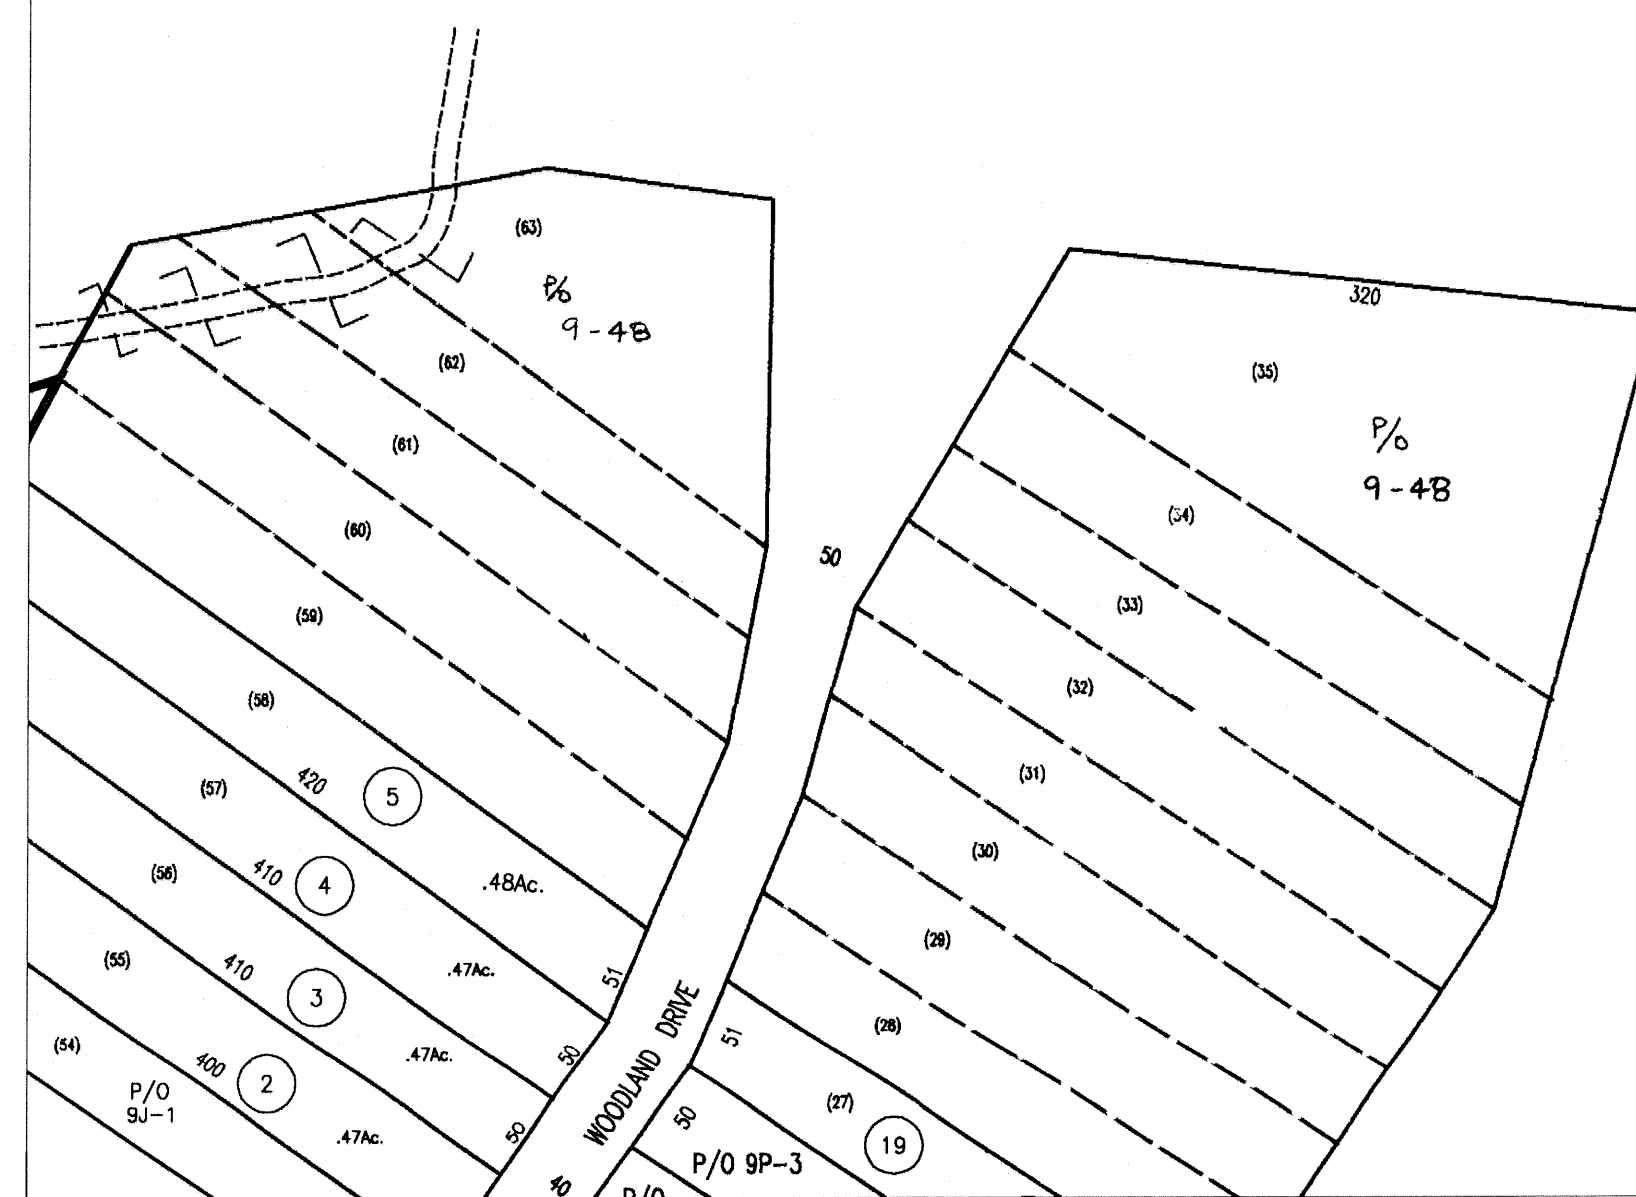 (63)
P/O
9-4B
320
(62)
(35)
P/O
9-4B
(61)
(34)
(60)
50
(33)
(59)
(32)
(58)
(31)
420
5
(57)
(30)
410
4
.48Ac.
(56)
(29)
.47Ac.
51
410
3
(55)
(28)
WOODLAND DRIVE
51
.47Ac.
50
(54)
400
2
P/O
9J-1
(27)
50
19
50
.47Ac.
P/O 9P-3
40
P/O